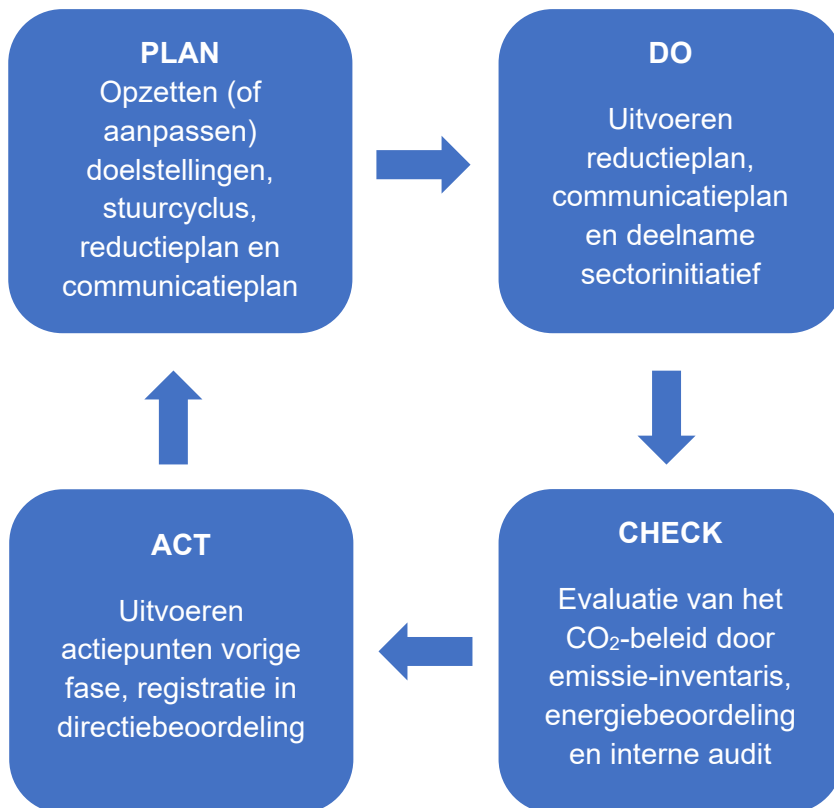 PLAN
Opzetten (of
aanpassen)
doelstellingen,
stuurcyclus,
reductieplan en
communicatieplan
DO
Uitvoeren
reductieplan,
communicatieplan
en deelname
sectorinitiatief
ACT
Uitvoeren
actiepunten vorige
fase, registratie in
directiebeoordeling
CHECK
Evaluatie van het
CO₂-beleid door
emissie-inventaris,
energiebeoordeling
en interne audit